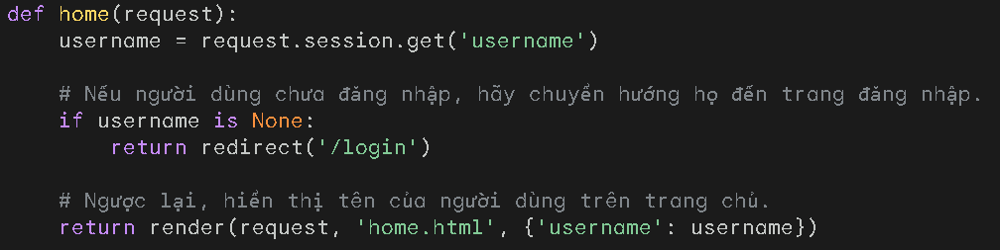 def home(request):
    username = request.session.get('username')
    # Nếu người dùng chưa đăng nhập, hãy chuyển hướng họ đến trang đăng nhập.
    if username is None:
        return redirect('/login')
    # Ngược lại, hiển thị tên của người dùng trên trang chủ.
    return render(request, 'home.html', {'username': username})